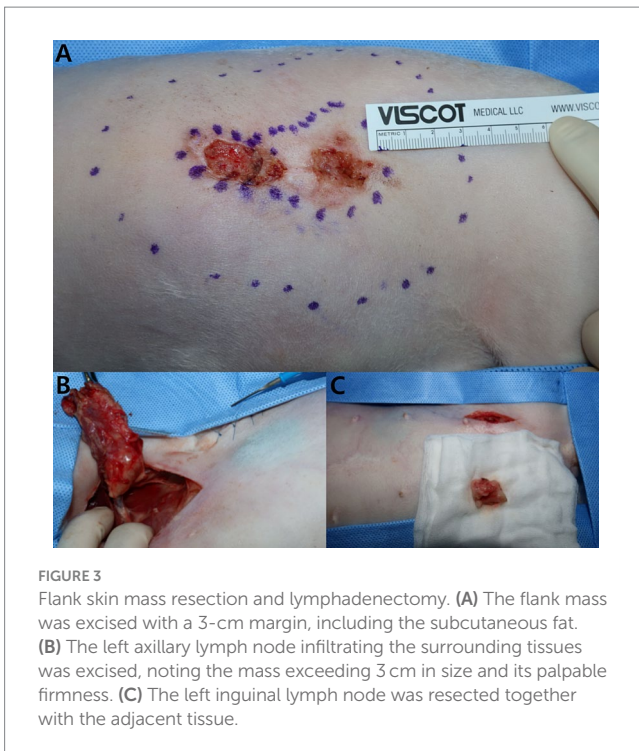 A
VISCOT MEDICAL LLC WWW.VISCO
METRIC 1 2 3 4 5 6
B
C
FIGURE 3
Flank skin mass resection and lymphadenectomy. (A) The flank mass
was excised with a 3-cm margin, including the subcutaneous fat.
(B) The left axillary lymph node infiltrating the surrounding tissues
was excised, noting the mass exceeding 3 cm in size and its palpable
firmness. (C) The left inguinal lymph node was resected together
with the adjacent tissue.